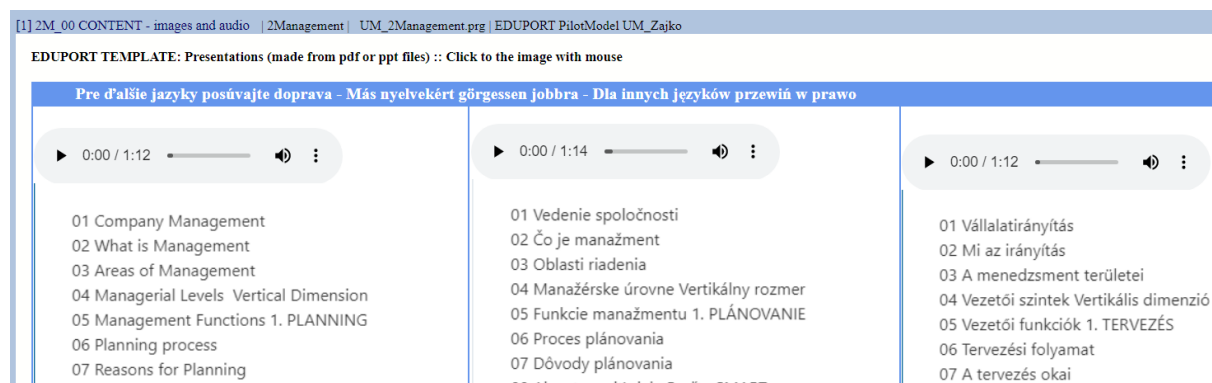 [1] 2M_00 CONTENT - images and audio | 2Management | UM_2Management.prg | EDUPORT PilotModel UM_Zajko
EDUPORT TEMPLATE: Presentations (made from pdf or ppt files) :: Click to the image with mouse
Pre ďalšie jazyky posúvajte doprava - Más nyelvekért görgessen jobbra - Dla innych języków przewiń w prawo
0:00 / 1:12
01 Company Management
02 What is Management
03 Areas of Management
04 Managerial Levels Vertical Dimension
05 Management Functions 1. PLANNING
06 Planning process
07 Reasons for Planning
0:00 / 1:14
01 Vedenie spoločnosti
02 Čo je manažment
03 Oblasti riadenia
04 Manažérske úrovne Vertikálny rozmer
05 Funkcie manažmentu 1. PLÁNOVANIE
06 Proces plánovania
07 Dôvody plánovania
0:00 / 1:12
01 Vállalatirányítás
02 Mi az irányítás
03 A menedzsment területei
04 Vezetői szintek Vertikális dimenzió
05 Vezetői funkciók 1. TERVEZÉS
06 Tervezési folyamat
07 A tervezés okai